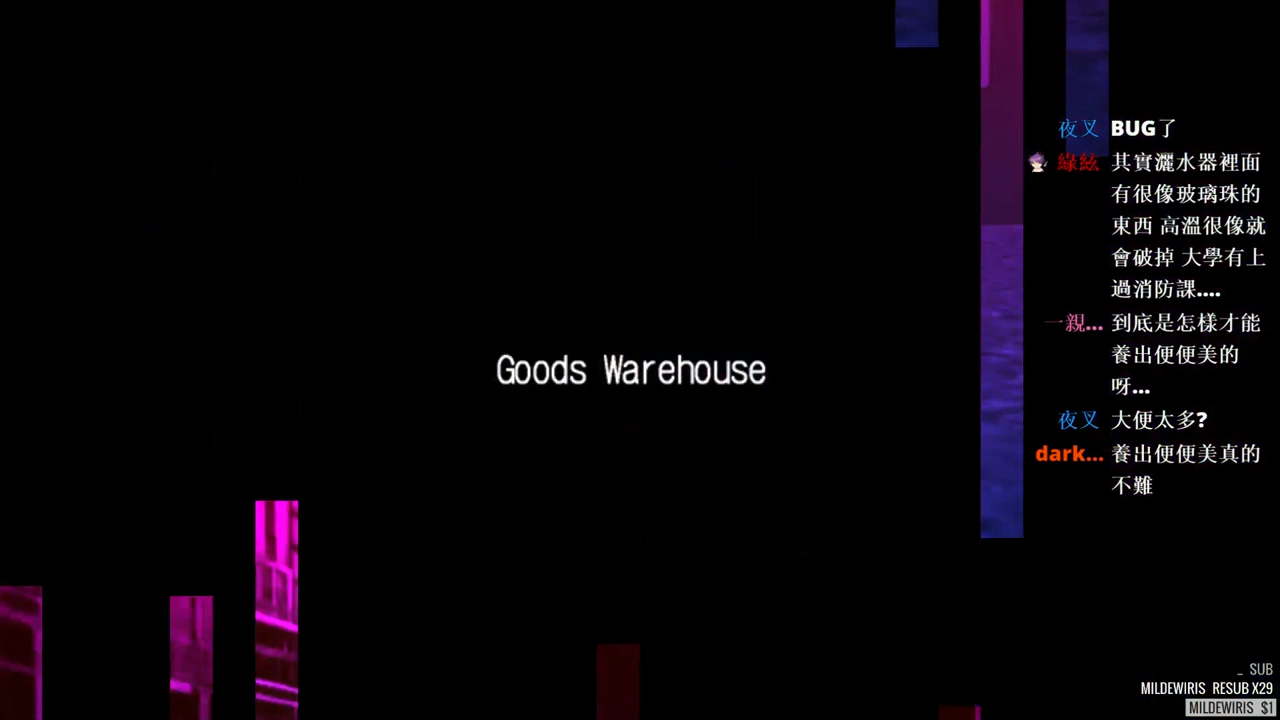 Goods Warehouse
夜叉 BUG了
綠絃 其實灑水器裡面
有很像玻璃珠的
東西 高溫很像就
會破掉 大學有上
過消防課....
一親... 到底是怎樣才能
養出便便美的
呀...
夜叉 大便太多?
dark... 養出便便美真的
不難
_ SUB
MILDEWIRIS RESUB X29
MILDEWIRIS $1